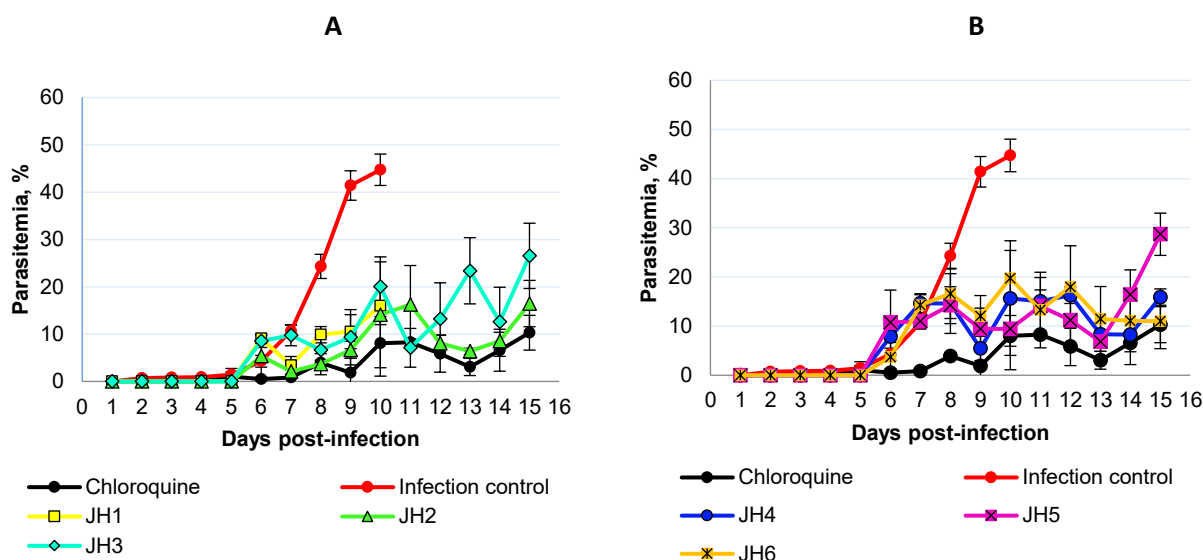 A
B
60
50
40
30
20
10
0
Parasitemia, %
0 1 2 3 4 5 6 7 8 9 10 11 12 13 14 15 16
Days post-infection
Chloroquine Infection control
JH1 JH2
JH3
60
50
40
30
20
10
0
Parasitemia, %
0 1 2 3 4 5 6 7 8 9 10 11 12 13 14 15 16
Days post-infection
Chloroquine Infection control
JH4 JH5
JH6